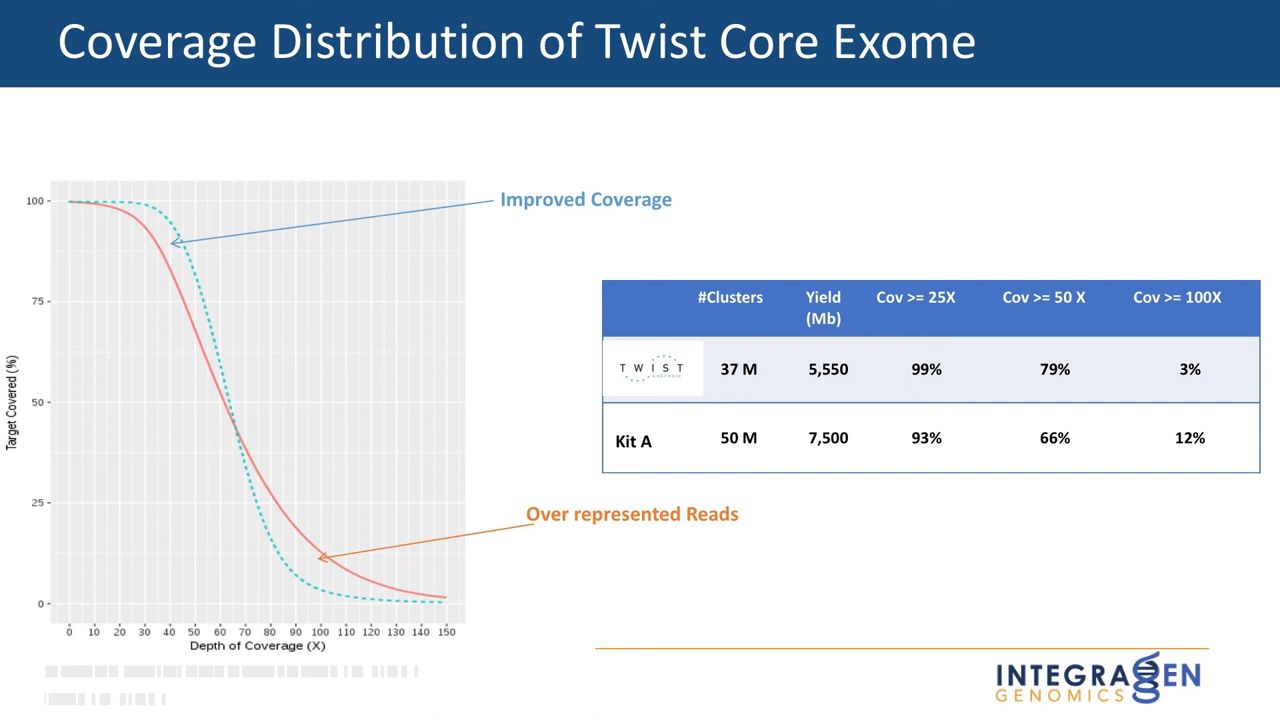 Coverage Distribution of Twist Core Exome
Improved Coverage
100
75
50
25
0
Target Covered (%)
0 10 20 30 40 50 60 70 80 90 100 110 120 130 140 150
Depth of Coverage (X)
Over represented Reads
#Clusters Yield (Mb) Cov >= 25X Cov >= 50 X Cov >= 100X
TWIST BIOSCIENCE 37 M 5,550 99% 79% 3%
Kit A 50 M 7,500 93% 66% 12%
INTEGRAGEN
GENOMICS